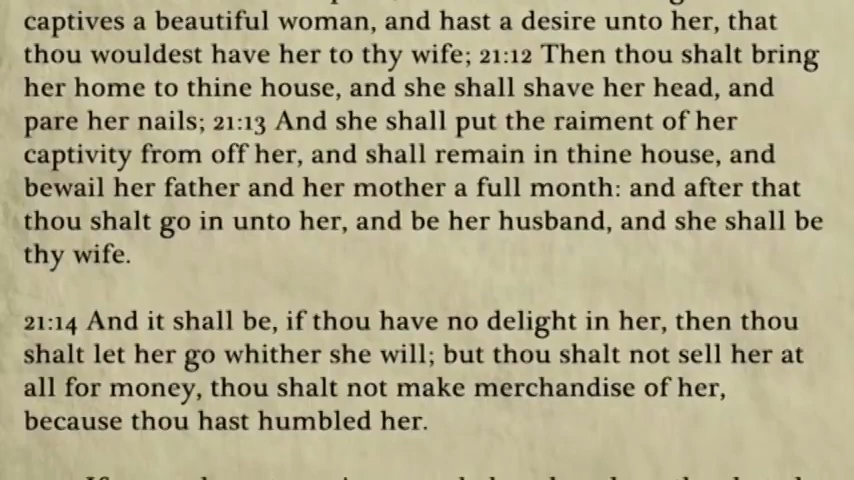 captives a beautiful woman, and hast a desire unto her, that
thou wouldest have her to thy wife; 21:12 Then thou shalt bring
her home to thine house, and she shall shave her head, and
pare her nails; 21:13 And she shall put the raiment of her
captivity from off her, and shall remain in thine house, and
bewail her father and her mother a full month: and after that
thou shalt go in unto her, and be her husband, and she shall be
thy wife.
21:14 And it shall be, if thou have no delight in her, then thou
shalt let her go whither she will; but thou shalt not sell her at
all for money, thou shalt not make merchandise of her,
because thou hast humbled her.